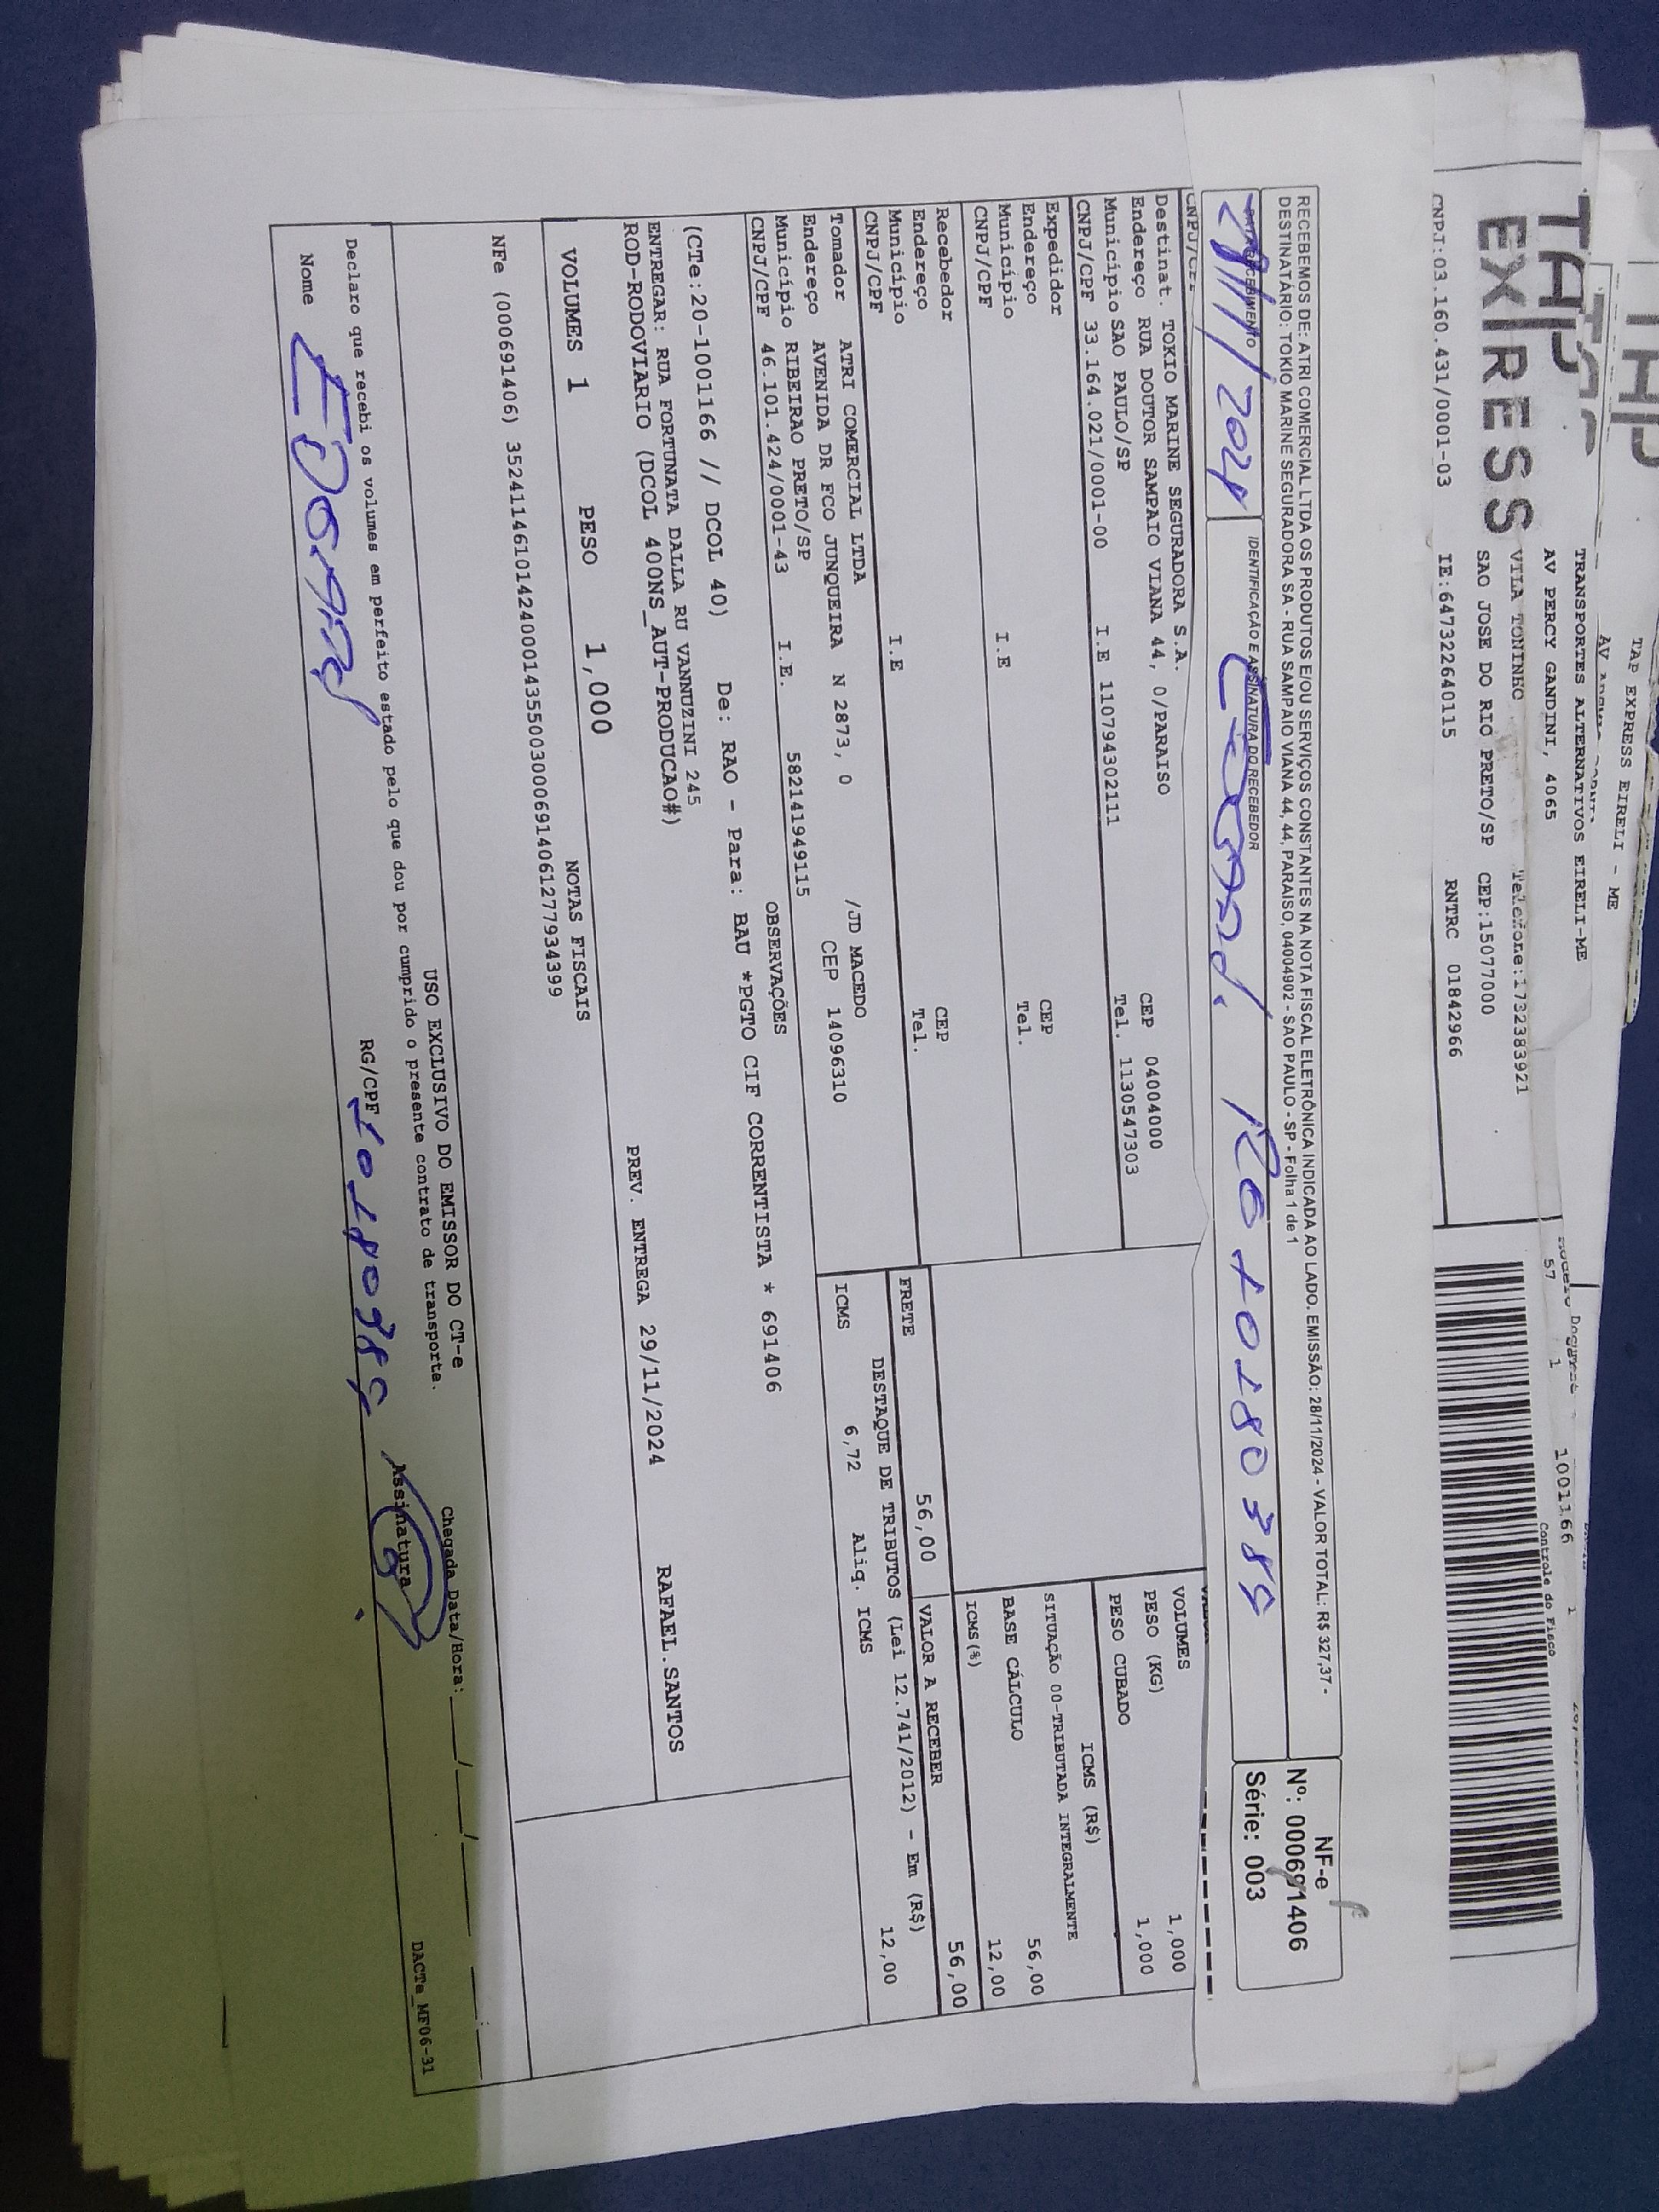 TAP
TAP EXPRESS EIRELI - ME
TAP
EXPRESS
TRANSPORTES ALTERNATIVOS EIRELI-ME
AV PERCY GANDINI, 4065
VILA TONINHO Telefone:1732383921
SAO JOSE DO RIO PRETO/SP CEP:15077000
CNPJ:03.160.431/0001-03 IE:647322640115 RNTRC 01842966
57 1 1001166 1
Controle do Fisco
RECEBEMOS DE: ATRI COMERCIAL LTDA OS PRODUTOS E/OU SERVIÇOS CONSTANTES NA NOTA FISCAL ELETRÔNICA INDICADA AO LADO. EMISSÃO: 28/11/2024 - VALOR TOTAL: R$ 327,37 -
DESTINATÁRIO: TOKIO MARINE SEGURADORA SA - RUA SAMPAIO VIANA 44, 44, PARAISO, 04004902 - SAO PAULO - SP - Folha 1 de 1
NF-e
Nº: 000691406
Série: 003
IDENTIFICAÇÃO E ASSINATURA DO RECEBEDOR
CNPJ/CPF
Destinat. TOKIO MARINE SEGURADORA S.A.
Endereço RUA DOUTOR SAMPAIO VIANA 44, 0/PARAISO CEP 04004000
Município SAO PAULO/SP Tel. 1130547303
CNPJ/CPF 33.164.021/0001-00 I.E 110794302111
Expedidor
Endereço CEP
Município Tel.
CNPJ/CPF I.E
Recebedor
Endereço CEP
Município Tel.
CNPJ/CPF I.E
VOLUMES 1,000
PESO (KG) 1,000
PESO CUBADO
ICMS (R$)
SITUAÇÃO 00-TRIBUTADA INTEGRALMENTE
BASE CÁLCULO 56,00
ICMS(%) 12,00
FRETE 56,00 VALOR A RECEBER 56,00
DESTAQUE DE TRIBUTOS (Lei 12.741/2012) - Em (R$)
ICMS 6,72 Aliq. ICMS 12,00
Tomador ATRI COMERCIAL LTDA
Endereço AVENIDA DR FCO JUNQUEIRA N 2873, 0 /JD MACEDO
Município RIBEIRAO PRETO/SP CEP 14096310
CNPJ/CPF 46.101.424/0001-43 I.E. 582141949115
OBSERVAÇÕES
(CTe:20-1001166 // DCOL 40) De: RAO - Para: BAU *PGTO CIF CORRENTISTA * 691406
ENTREGAR: RUA FORTUNATA DALLA RU VANNUZINI 245
ROD-RODOVIARIO (DCOL 400NS_AUT-PRODUCAO#)
PREV. ENTREGA 29/11/2024 RAFAEL.SANTOS
VOLUMES 1 PESO 1,000 NOTAS FISCAIS
NFe (000691406) 35241146101424000143550030006914061277934399
USO EXCLUSIVO DO EMISSOR DO CT-e
Declaro que recebi os volumes em perfeito estado pelo que dou por cumprido o presente contrato de transporte.
Chegada Data/Hora:____/____/____ ____:____
Nome RG/CPF Assinatura
DACTe_MF06-31